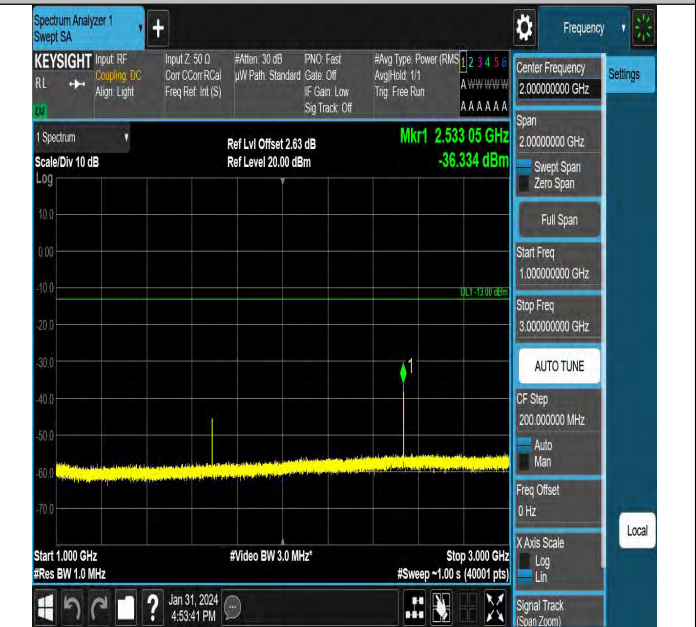 Spectrum Analyzer 1
Swept SA
+
Frequency
KEYSIGHT
RL
Input: RF
Coupling: DC
Align: Light
Input Z: 50 Ω
Corr CCorr RCal
Freq Ref: Int (S)
#Atten: 30 dB
µW Path: Standard
PNO: Fast
Gate: Off
IF Gain: Low
Sig Track: Off
#Avg Type: Power (RMS
Avg|Hold: 1/1
Trig: Free Run
1 2 3 4 5 6
A W W W W W
A A A A A A
1 Spectrum
Scale/Div 10 dB
Log
Ref Lvl Offset 2.63 dB
Ref Level 20.00 dBm
Mkr1 2.533 05 GHz
-36.334 dBm
10.0
0.00
-10.0
-20.0
-30.0
-40.0
-50.0
-60.0
-70.0
DL1 -13.00 dBm
1
Start 1.000 GHz
#Res BW 1.0 MHz
#Video BW 3.0 MHz*
Stop 3.000 GHz
#Sweep ~1.00 s (40001 pts)
Center Frequency
2.000000000 GHz
Settings
Span
2.00000000 GHz
Swept Span
Zero Span
Full Span
Start Freq
1.000000000 GHz
Stop Freq
3.000000000 GHz
AUTO TUNE
CF Step
200.000000 MHz
Auto
Man
Freq Offset
0 Hz
X Axis Scale
Log
Lin
Local
Signal Track
(Span Zoom)
?
Jan 31, 2024
4:53:41 PM